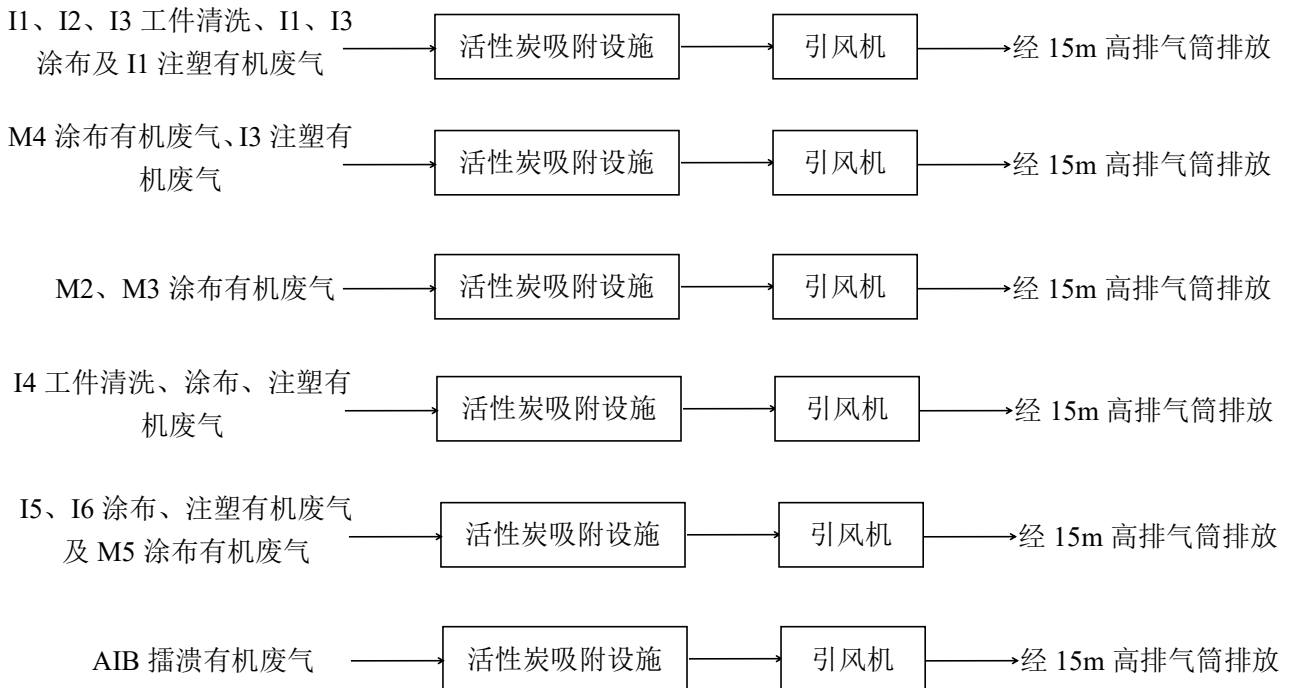 I1、I2、I3 工件清洗、I1、I3
涂布及 I1 注塑有机废气
活性炭吸附设施
引风机
经 15m 高排气筒排放
M4 涂布有机废气、I3 注塑有
机废气
活性炭吸附设施
引风机
经 15m 高排气筒排放
M2、M3 涂布有机废气
活性炭吸附设施
引风机
经 15m 高排气筒排放
I4 工件清洗、涂布、注塑有
机废气
活性炭吸附设施
引风机
经 15m 高排气筒排放
I5、I6 涂布、注塑有机废气
及 M5 涂布有机废气
活性炭吸附设施
引风机
经 15m 高排气筒排放
AIB 擂溃有机废气
活性炭吸附设施
引风机
经 15m 高排气筒排放